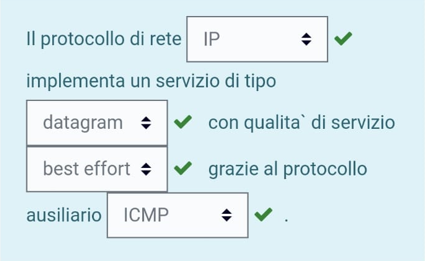 Il protocollo di rete IP
implementa un servizio di tipo
datagram con qualita` di servizio
best effort grazie al protocollo
ausiliario ICMP .